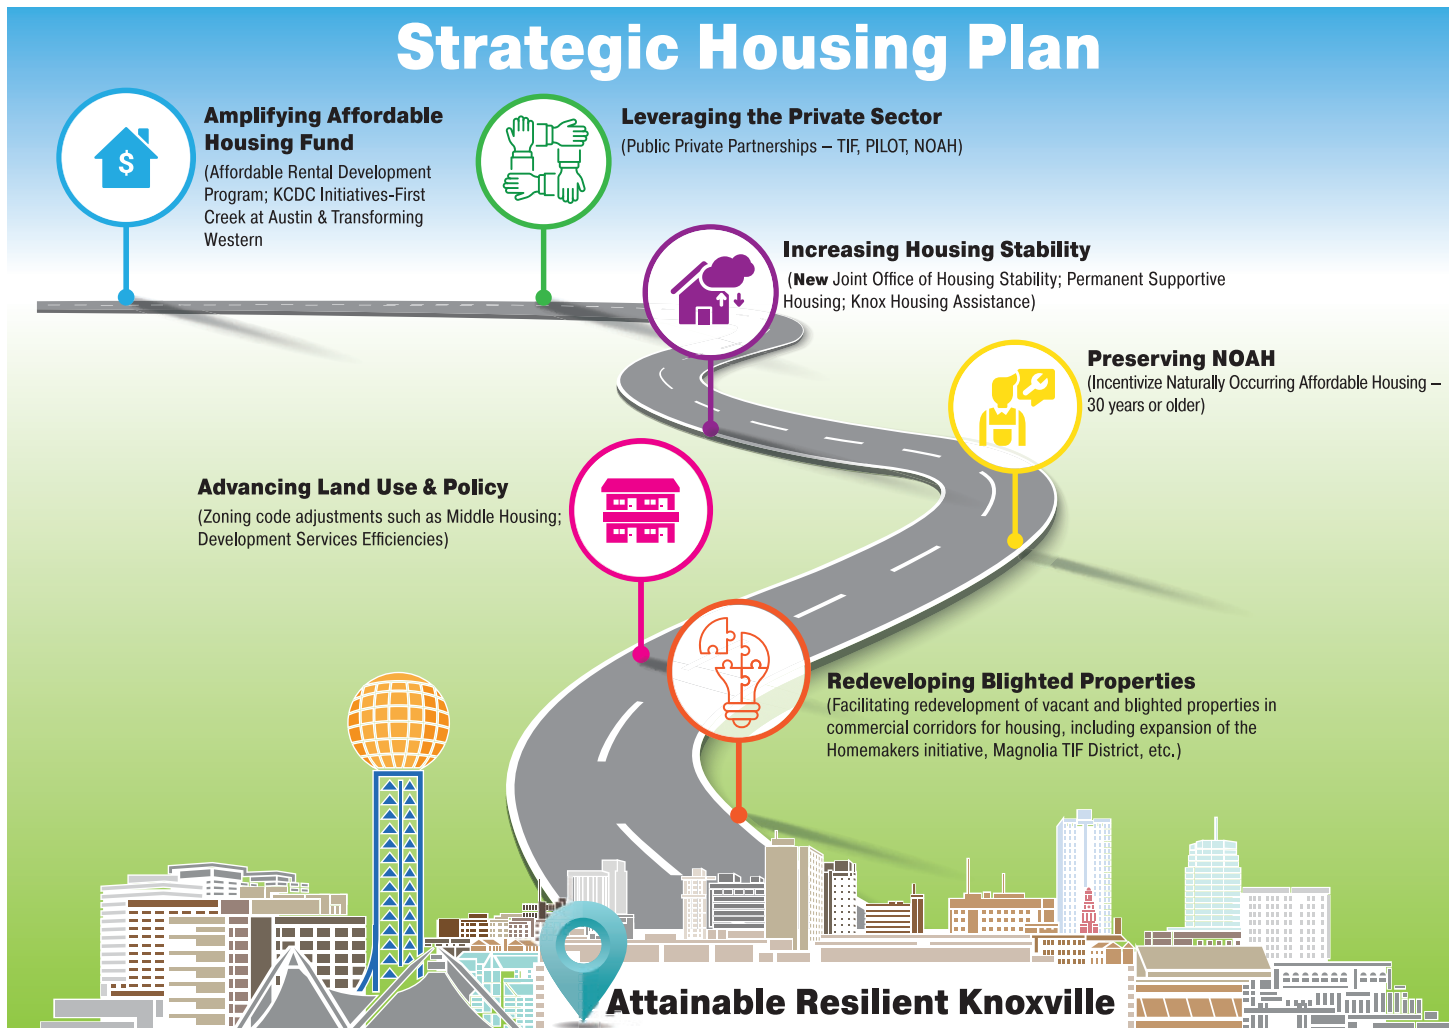 Strategic Housing Plan
Amplifying Affordable
Housing Fund
(Affordable Rental Development
Program; KCDC Initiatives-First
Creek at Austin & Transforming
Western
$
Leveraging the Private Sector
(Public Private Partnerships – TIF, PILOT, NOAH)
Increasing Housing Stability
(New Joint Office of Housing Stability; Permanent Supportive
Housing; Knox Housing Assistance)
Preserving NOAH
(Incentivize Naturally Occurring Affordable Housing –
30 years or older)
Advancing Land Use & Policy
(Zoning code adjustments such as Middle Housing;
Development Services Efficiencies)
Redeveloping Blighted Properties
(Facilitating redevelopment of vacant and blighted properties in
commercial corridors for housing, including expansion of the
Homemakers initiative, Magnolia TIF District, etc.)
Attainable Resilient Knoxville